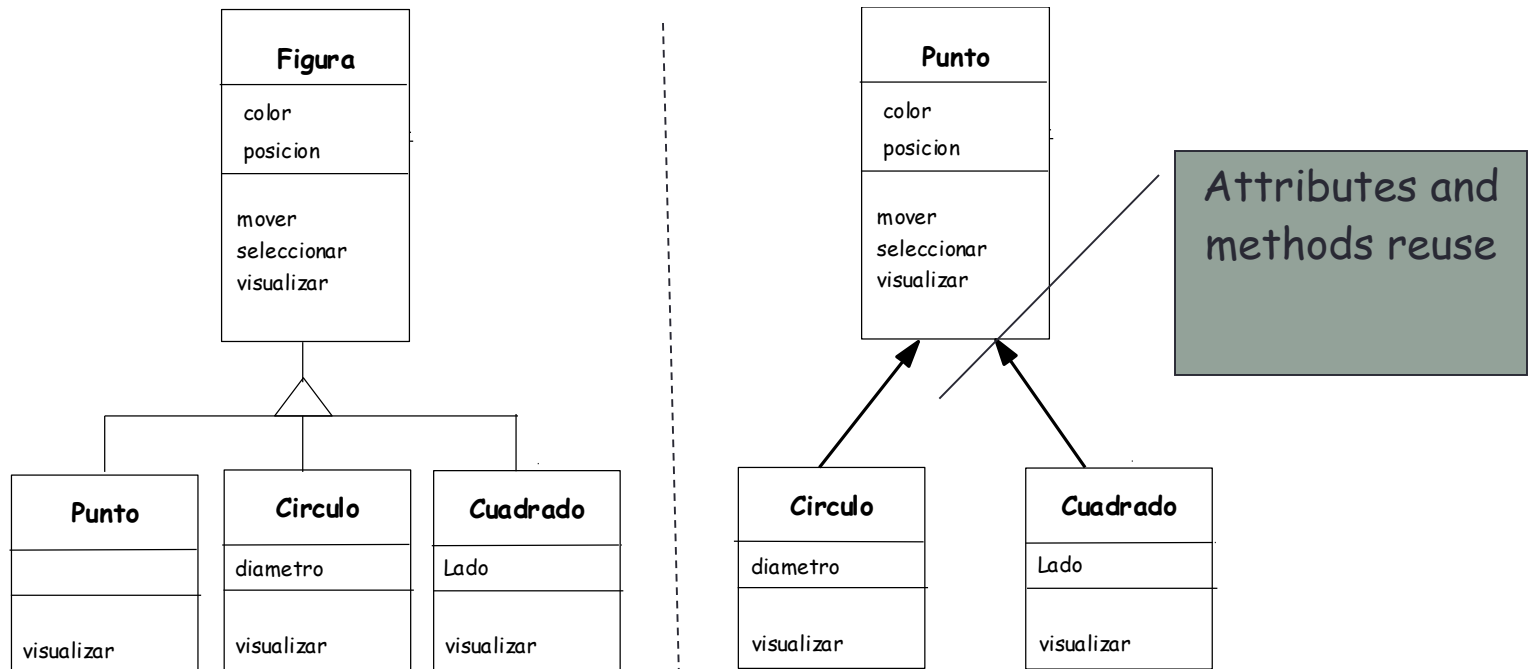 Figura
color
posicion
mover
seleccionar
visualizar
Punto
visualizar
Circulo
diametro
visualizar
Cuadrado
Lado
visualizar
Punto
color
posicion
mover
seleccionar
visualizar
Attributes and
methods reuse
Circulo
diametro
visualizar
Cuadrado
Lado
visualizar